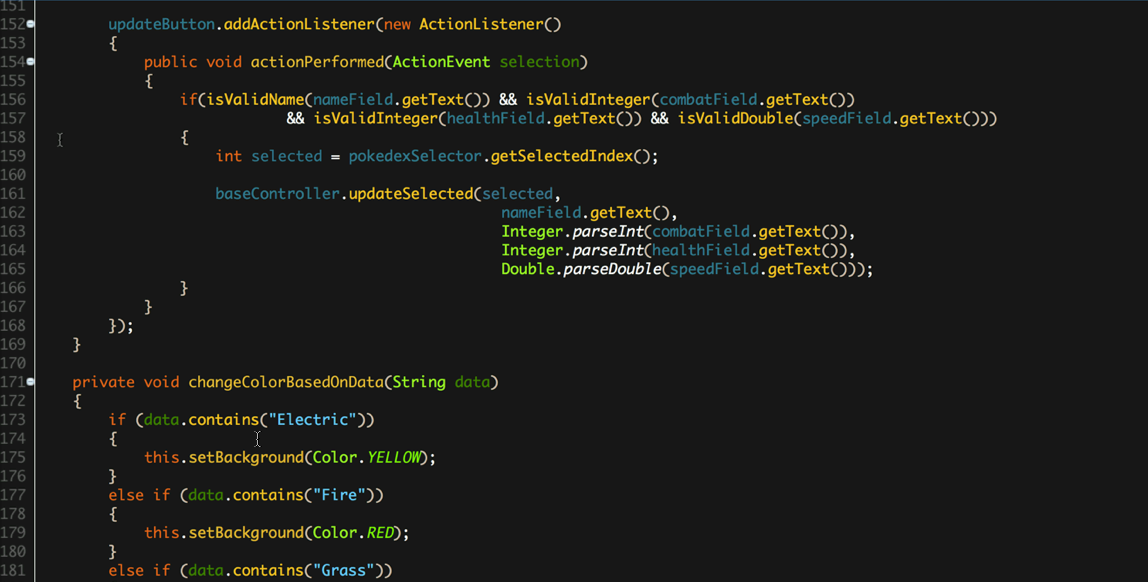 151
152 updateButton.addActionListener(new ActionListener()
153 {
154 public void actionPerformed(ActionEvent selection)
155 {
156 if(isValidName(nameField.getText()) && isValidInteger(combatField.getText())
157 && isValidInteger(healthField.getText()) && isValidDouble(speedField.getText()))
158 {
159 int selected = pokedexSelector.getSelectedIndex();
160
161 baseController.updateSelected(selected,
162 nameField.getText(),
163 Integer.parseInt(combatField.getText()),
164 Integer.parseInt(healthField.getText()),
165 Double.parseDouble(speedField.getText()));
166 }
167 }
168 });
169 }
170
171 private void changeColorBasedOnData(String data)
172 {
173 if (data.contains("Electric"))
174 {
175 this.setBackground(Color.YELLOW);
176 }
177 else if (data.contains("Fire"))
178 {
179 this.setBackground(Color.RED);
180 }
181 else if (data.contains("Grass"))